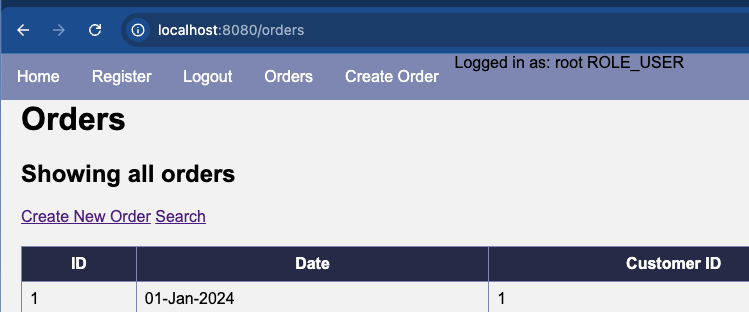 localhost:8080/orders
Home Register Logout Orders Create Order Logged in as: root ROLE_USER
Orders
Showing all orders
Create New Order Search
ID Date Customer ID
1 01-Jan-2024 1